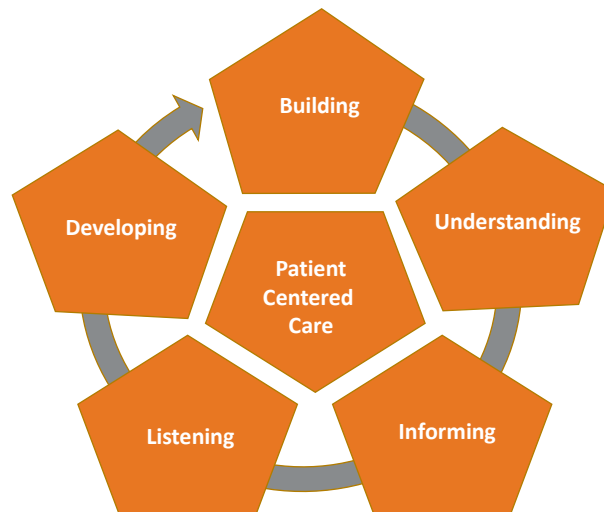 Building
Understanding
Developing
Patient
Centered
Care
Informing
Listening